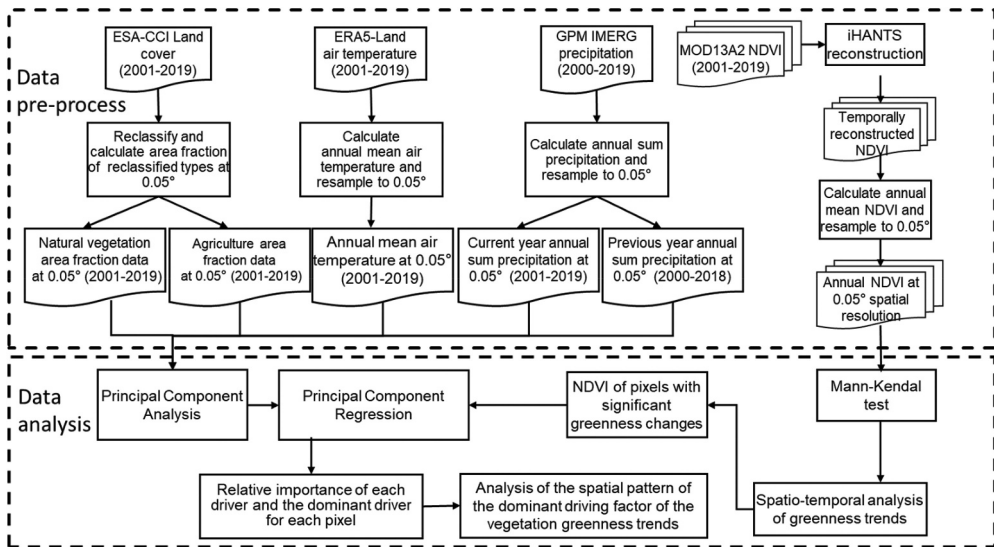 ESA-CCI Land
cover
(2001-2019)
ERA5-Land
air temperature
(2001-2019)
GPM IMERG
precipitation
(2000-2019)
MOD13A2 NDVI
(2001-2019)
iHANTS
reconstruction
Data
pre-process
Reclassify and
calculate area fraction
of reclassified types at
0.05°
Calculate
annual mean air
temperature and
resample to 0.05°
Calculate annual sum
precipitation and
resample to 0.05°
Temporally
reconstructed
NDVI
Calculate annual
mean NDVI and
resample to 0.05°
Natural vegetation
area fraction data
at 0.05° (2001-2019)
Agriculture area
fraction data
at 0.05° (2001-2019)
Annual mean air
temperature at 0.05°
(2001-2019)
Current year annual
sum precipitation at
0.05° (2001-2019)
Previous year annual
sum precipitation at
0.05° (2000-2018)
Annual NDVI at
0.05° spatial
resolution
Data
analysis
Principal Component
Analysis
Principal Component
Regression
NDVI of pixels with
significant
greenness changes
Mann-Kendal
test
Relative importance of each
driver and the dominant driver
for each pixel
Analysis of the spatial pattern of
the dominant driving factor of the
vegetation greenness trends
Spatio-temporal analysis
of greenness trends